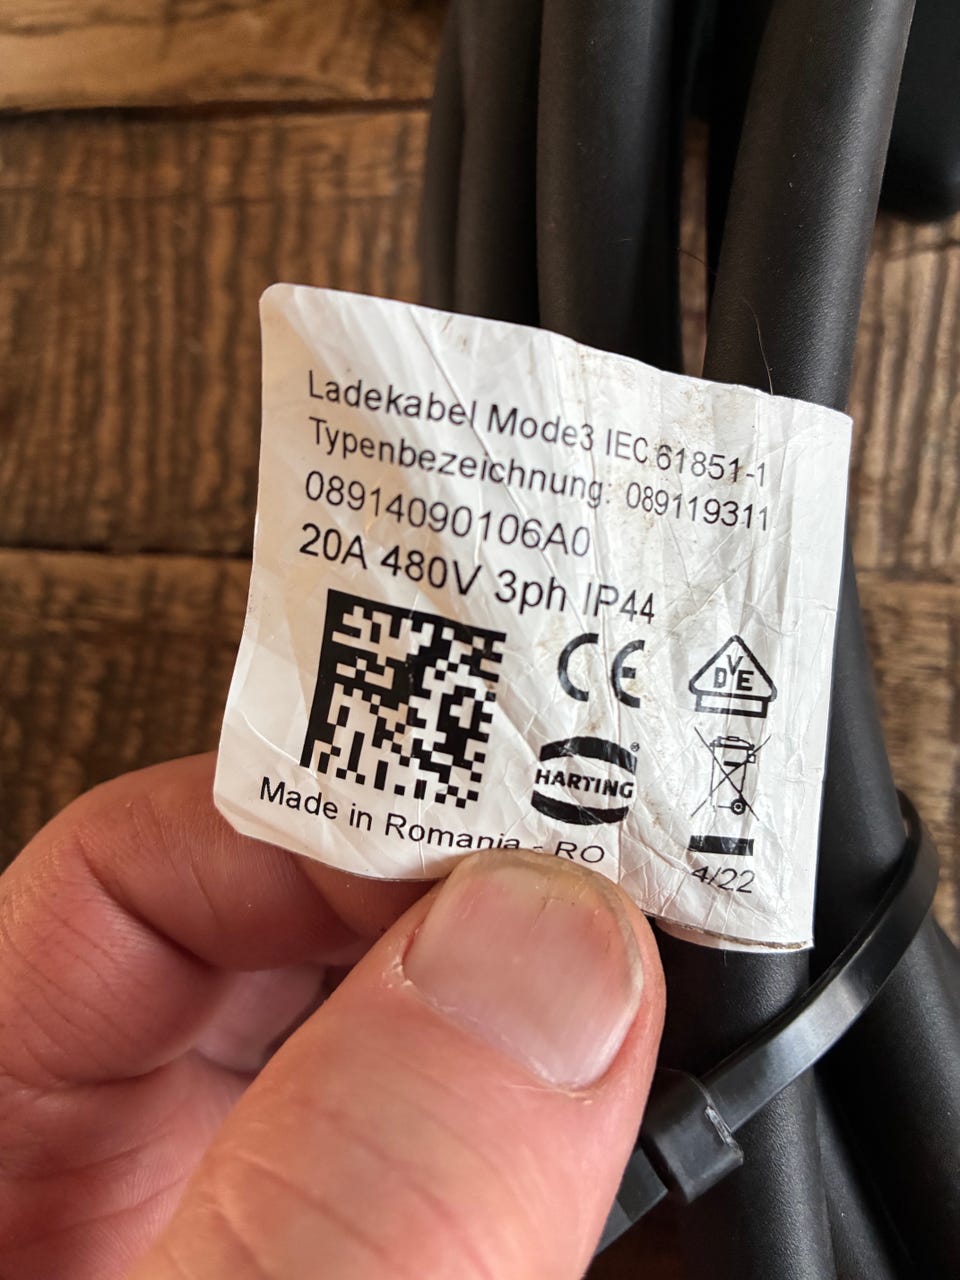 Ladekabel Mode3 IEC 61851-1
Typenbezeichnung: 089119311
08914090106A0
20A 480V 3ph IP44
CE
DVE
HARTING®
Made in Romania - RO
4/22